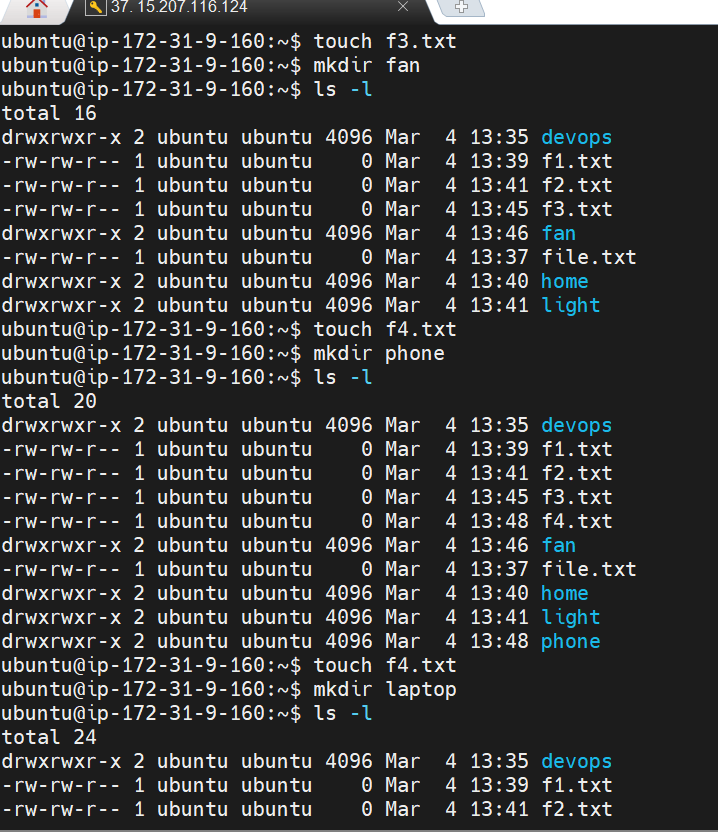 37. 15.207.116.124
ubuntu@ip-172-31-9-160:~$ touch f3.txt
ubuntu@ip-172-31-9-160:~$ mkdir fan
ubuntu@ip-172-31-9-160:~$ ls -l
total 16
drwxrwxr-x 2 ubuntu ubuntu 4096 Mar  4 13:35 devops
-rw-rw-r-- 1 ubuntu ubuntu    0 Mar  4 13:39 f1.txt
-rw-rw-r-- 1 ubuntu ubuntu    0 Mar  4 13:41 f2.txt
-rw-rw-r-- 1 ubuntu ubuntu    0 Mar  4 13:45 f3.txt
drwxrwxr-x 2 ubuntu ubuntu 4096 Mar  4 13:46 fan
-rw-rw-r-- 1 ubuntu ubuntu    0 Mar  4 13:37 file.txt
drwxrwxr-x 2 ubuntu ubuntu 4096 Mar  4 13:40 home
drwxrwxr-x 2 ubuntu ubuntu 4096 Mar  4 13:41 light
ubuntu@ip-172-31-9-160:~$ touch f4.txt
ubuntu@ip-172-31-9-160:~$ mkdir phone
ubuntu@ip-172-31-9-160:~$ ls -l
total 20
drwxrwxr-x 2 ubuntu ubuntu 4096 Mar  4 13:35 devops
-rw-rw-r-- 1 ubuntu ubuntu    0 Mar  4 13:39 f1.txt
-rw-rw-r-- 1 ubuntu ubuntu    0 Mar  4 13:41 f2.txt
-rw-rw-r-- 1 ubuntu ubuntu    0 Mar  4 13:45 f3.txt
-rw-rw-r-- 1 ubuntu ubuntu    0 Mar  4 13:48 f4.txt
drwxrwxr-x 2 ubuntu ubuntu 4096 Mar  4 13:46 fan
-rw-rw-r-- 1 ubuntu ubuntu    0 Mar  4 13:37 file.txt
drwxrwxr-x 2 ubuntu ubuntu 4096 Mar  4 13:40 home
drwxrwxr-x 2 ubuntu ubuntu 4096 Mar  4 13:41 light
drwxrwxr-x 2 ubuntu ubuntu 4096 Mar  4 13:48 phone
ubuntu@ip-172-31-9-160:~$ touch f4.txt
ubuntu@ip-172-31-9-160:~$ mkdir laptop
ubuntu@ip-172-31-9-160:~$ ls -l
total 24
drwxrwxr-x 2 ubuntu ubuntu 4096 Mar  4 13:35 devops
-rw-rw-r-- 1 ubuntu ubuntu    0 Mar  4 13:39 f1.txt
-rw-rw-r-- 1 ubuntu ubuntu    0 Mar  4 13:41 f2.txt